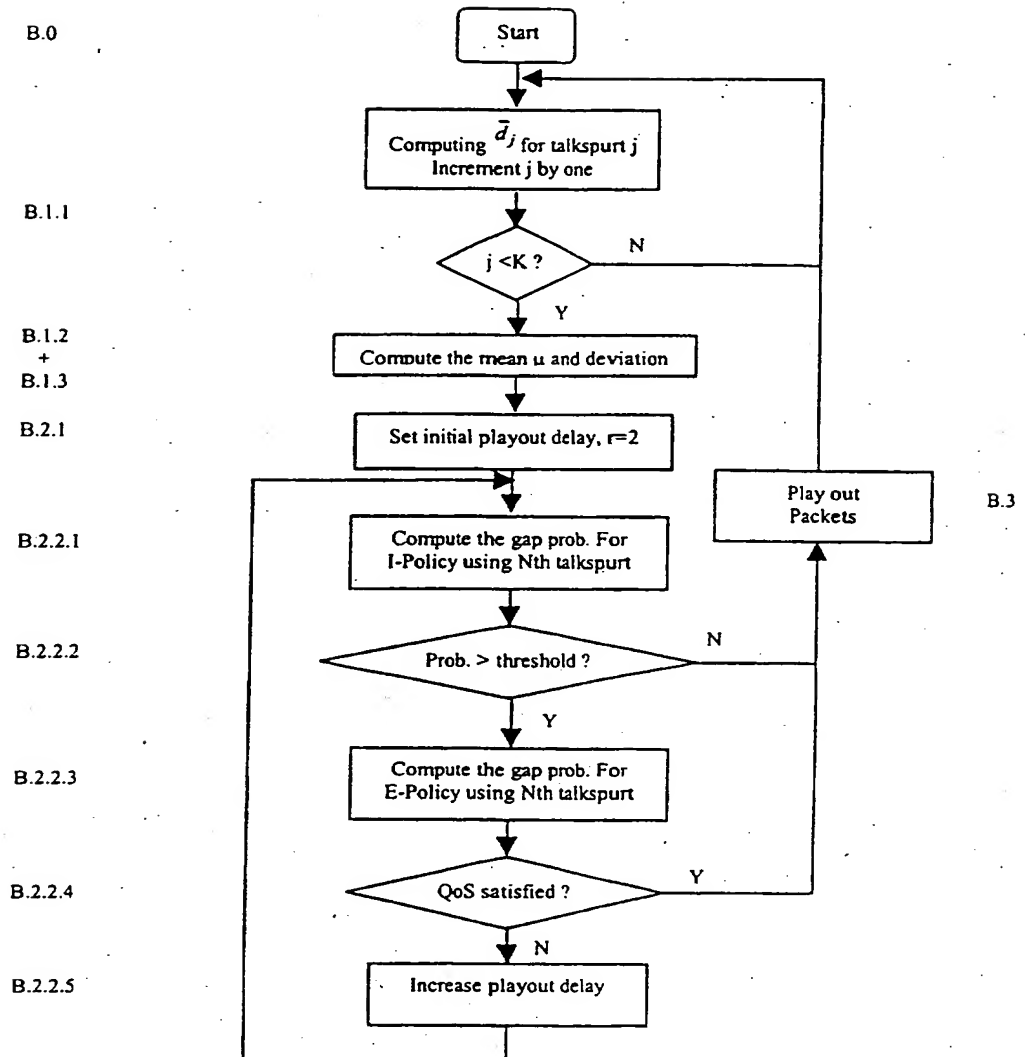 B.0
Start
Computing d̄j for talkspurt j
Increment j by one
B.1.1
j <K ?
N
Y
B.1.2
+
B.1.3
Compute the mean μ and deviation
B.2.1
Set initial playout delay, r=2
Play out
Packets
B.3
B.2.2.1
Compute the gap prob. For
I-Policy using Nth talkspurt
B.2.2.2
Prob. > threshold ?
N
Y
B.2.2.3
Compute the gap prob. For
E-Policy using Nth talkspurt
B.2.2.4
QoS satisfied ?
Y
N
B.2.2.5
Increase playout delay